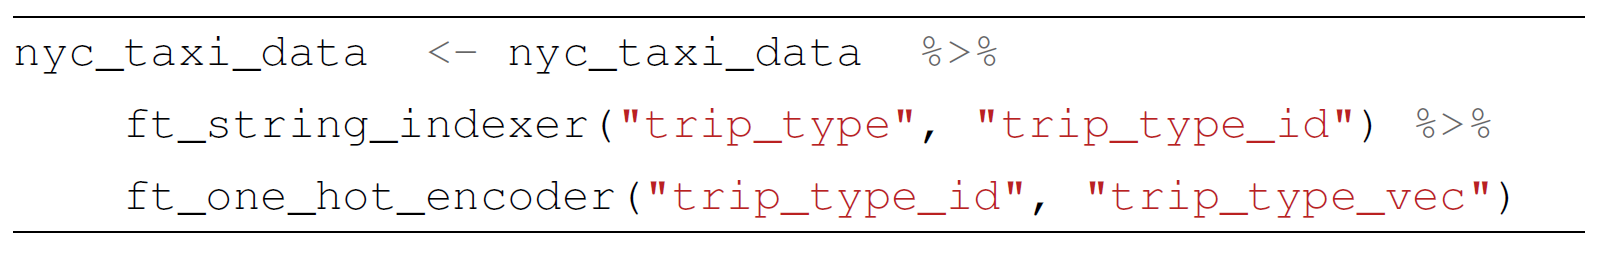 nyc_taxi_data  <- nyc_taxi_data  %>%
    ft_string_indexer("trip_type", "trip_type_id") %>%
    ft_one_hot_encoder("trip_type_id", "trip_type_vec")